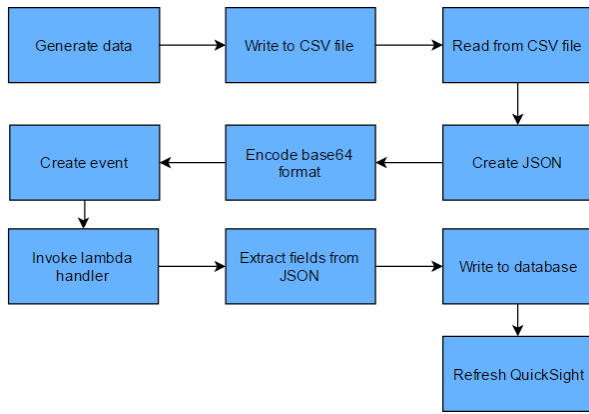 Generate data
Write to CSV file
Read from CSV file
Create event
Encode base64
format
Create JSON
Invoke lambda
handler
Extract fields from
JSON
Write to database
Refresh QuickSight